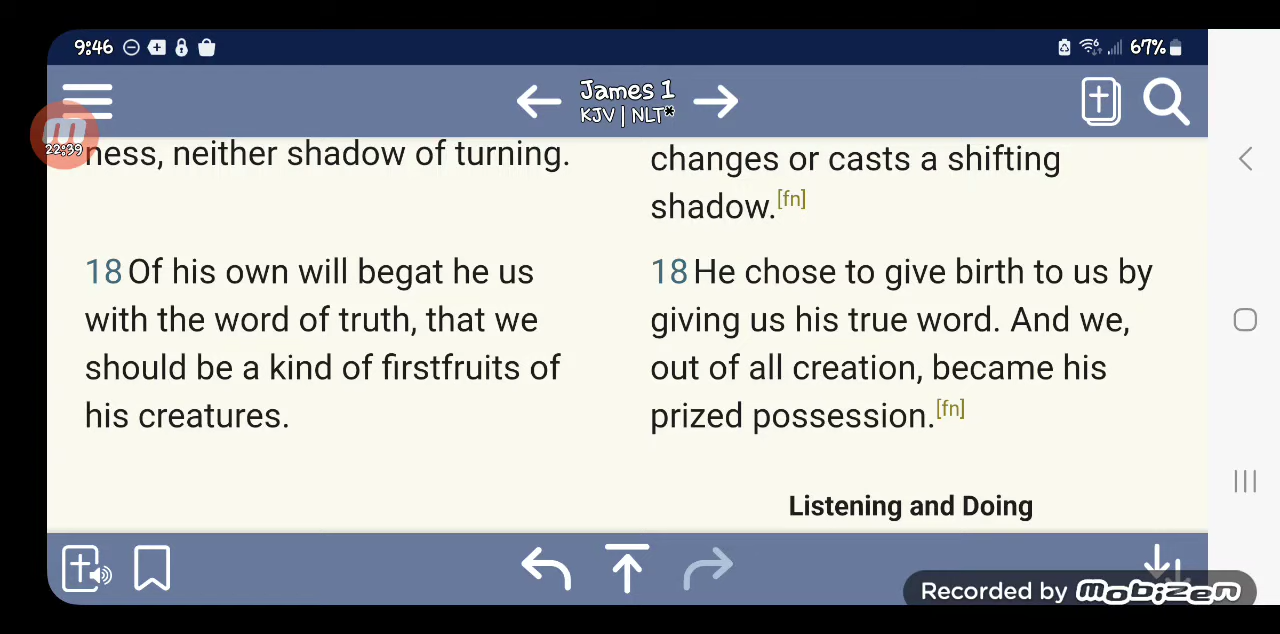 9:46
67%
James 1
KJV | NLT*
22:39
ness, neither shadow of turning.
18 Of his own will begat he us
with the word of truth, that we
should be a kind of firstfruits of
his creatures.
changes or casts a shifting
shadow.[fn]
18 He chose to give birth to us by
giving us his true word. And we,
out of all creation, became his
prized possession.[fn]
Listening and Doing
Recorded by mobizen